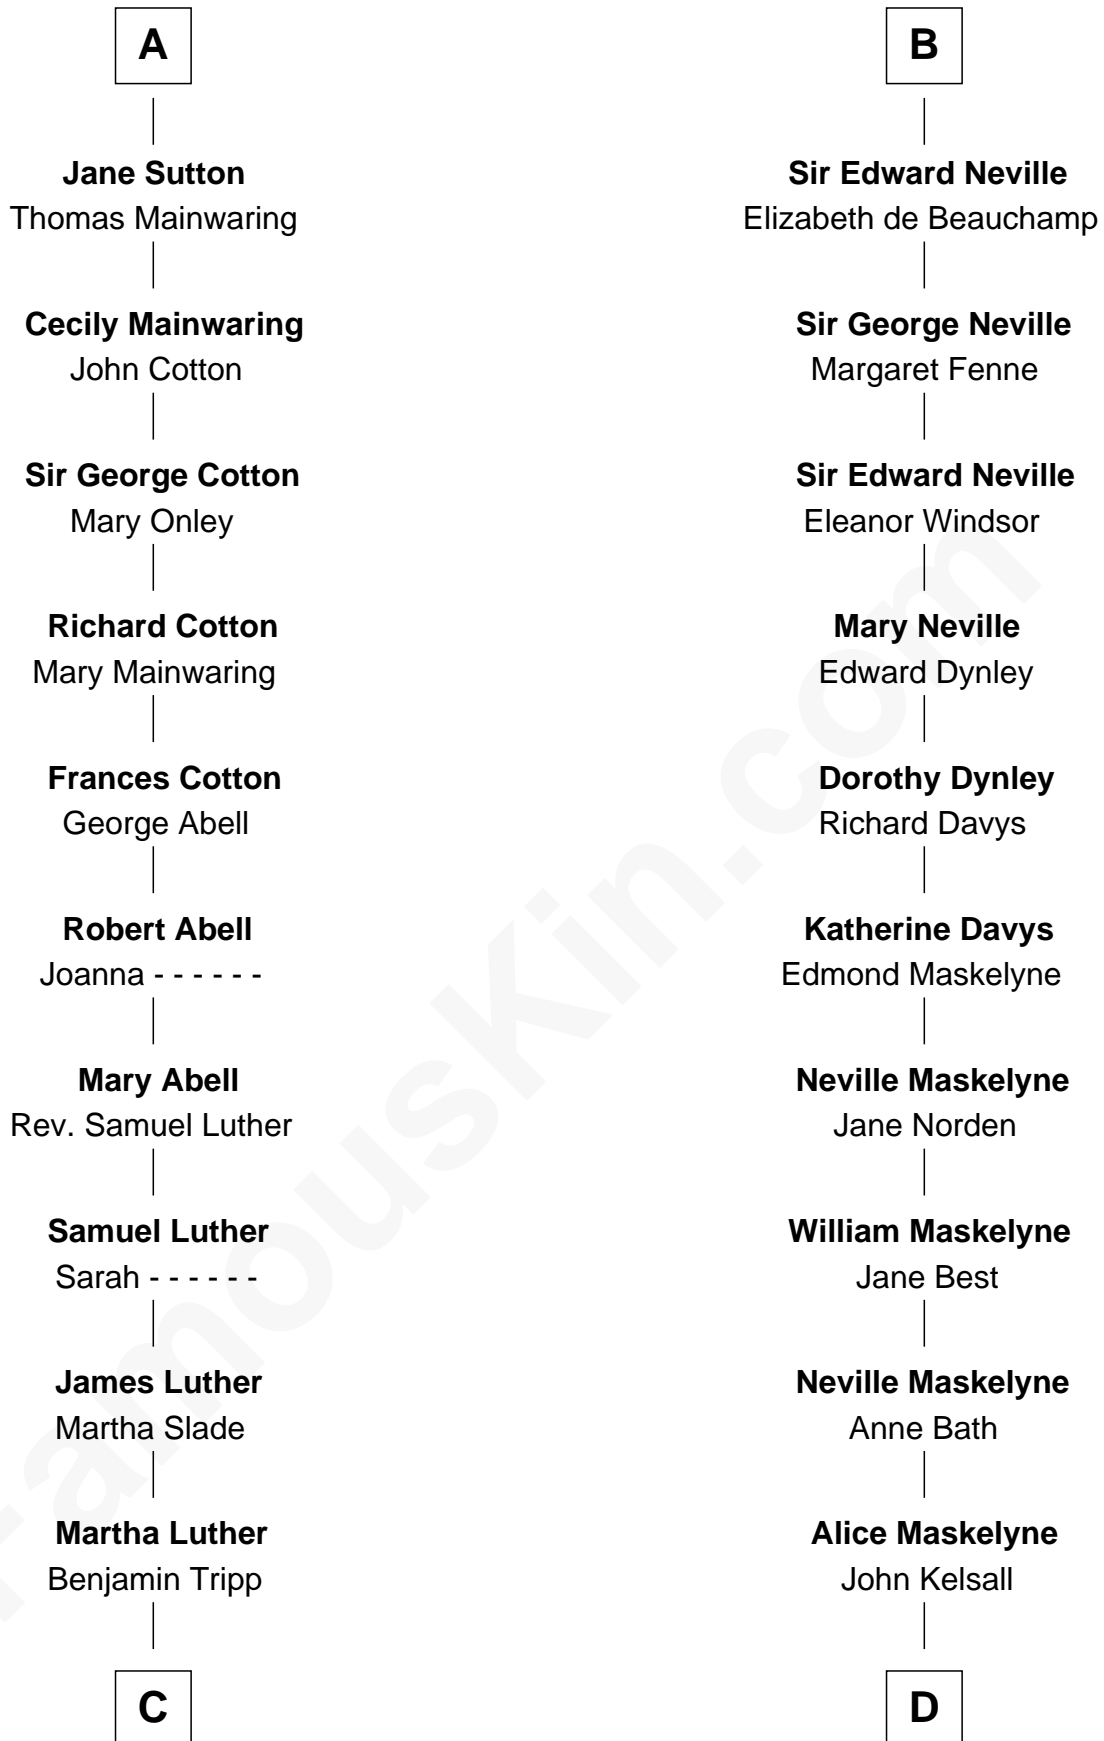 A
Jane Sutton
Thomas Mainwaring
Cecily Mainwaring
John Cotton
Sir George Cotton
Mary Onley
Richard Cotton
Mary Mainwaring
Frances Cotton
George Abell
Robert Abell
Joanna - - - - - -
Mary Abell
Rev. Samuel Luther
Samuel Luther
Sarah - - - - - -
James Luther
Martha Slade
Martha Luther
Benjamin Tripp
C
B
Sir Edward Neville
Elizabeth de Beauchamp
Sir George Neville
Margaret Fenne
Sir Edward Neville
Eleanor Windsor
Mary Neville
Edward Dynley
Dorothy Dynley
Richard Davys
Katherine Davys
Edmond Maskelyne
Neville Maskelyne
Jane Norden
William Maskelyne
Jane Best
Neville Maskelyne
Anne Bath
Alice Maskelyne
John Kelsall
D
FamousKin.com